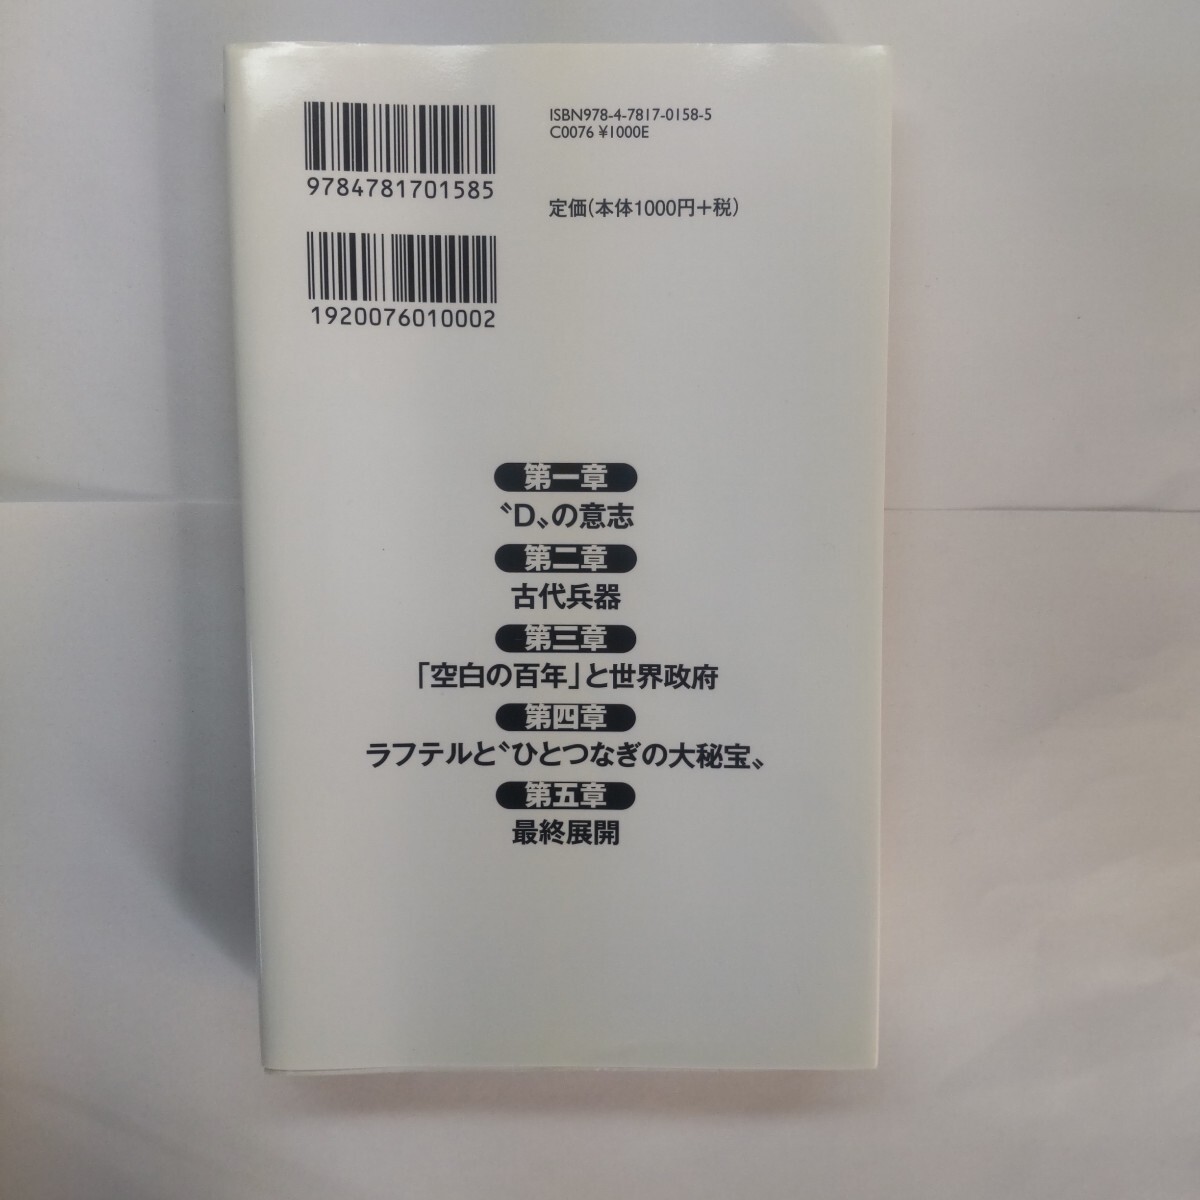 9784781701585
ISBN978-4-7817-0158-5
C0076 ¥1000E
定価(本体1000円+税)
1920076010002
第一章
〝D〟の意志
第二章
古代兵器
第三章
「空白の百年」と世界政府
第四章
ラフテルと〝ひとつなぎの大秘宝〟
第五章
最終展開